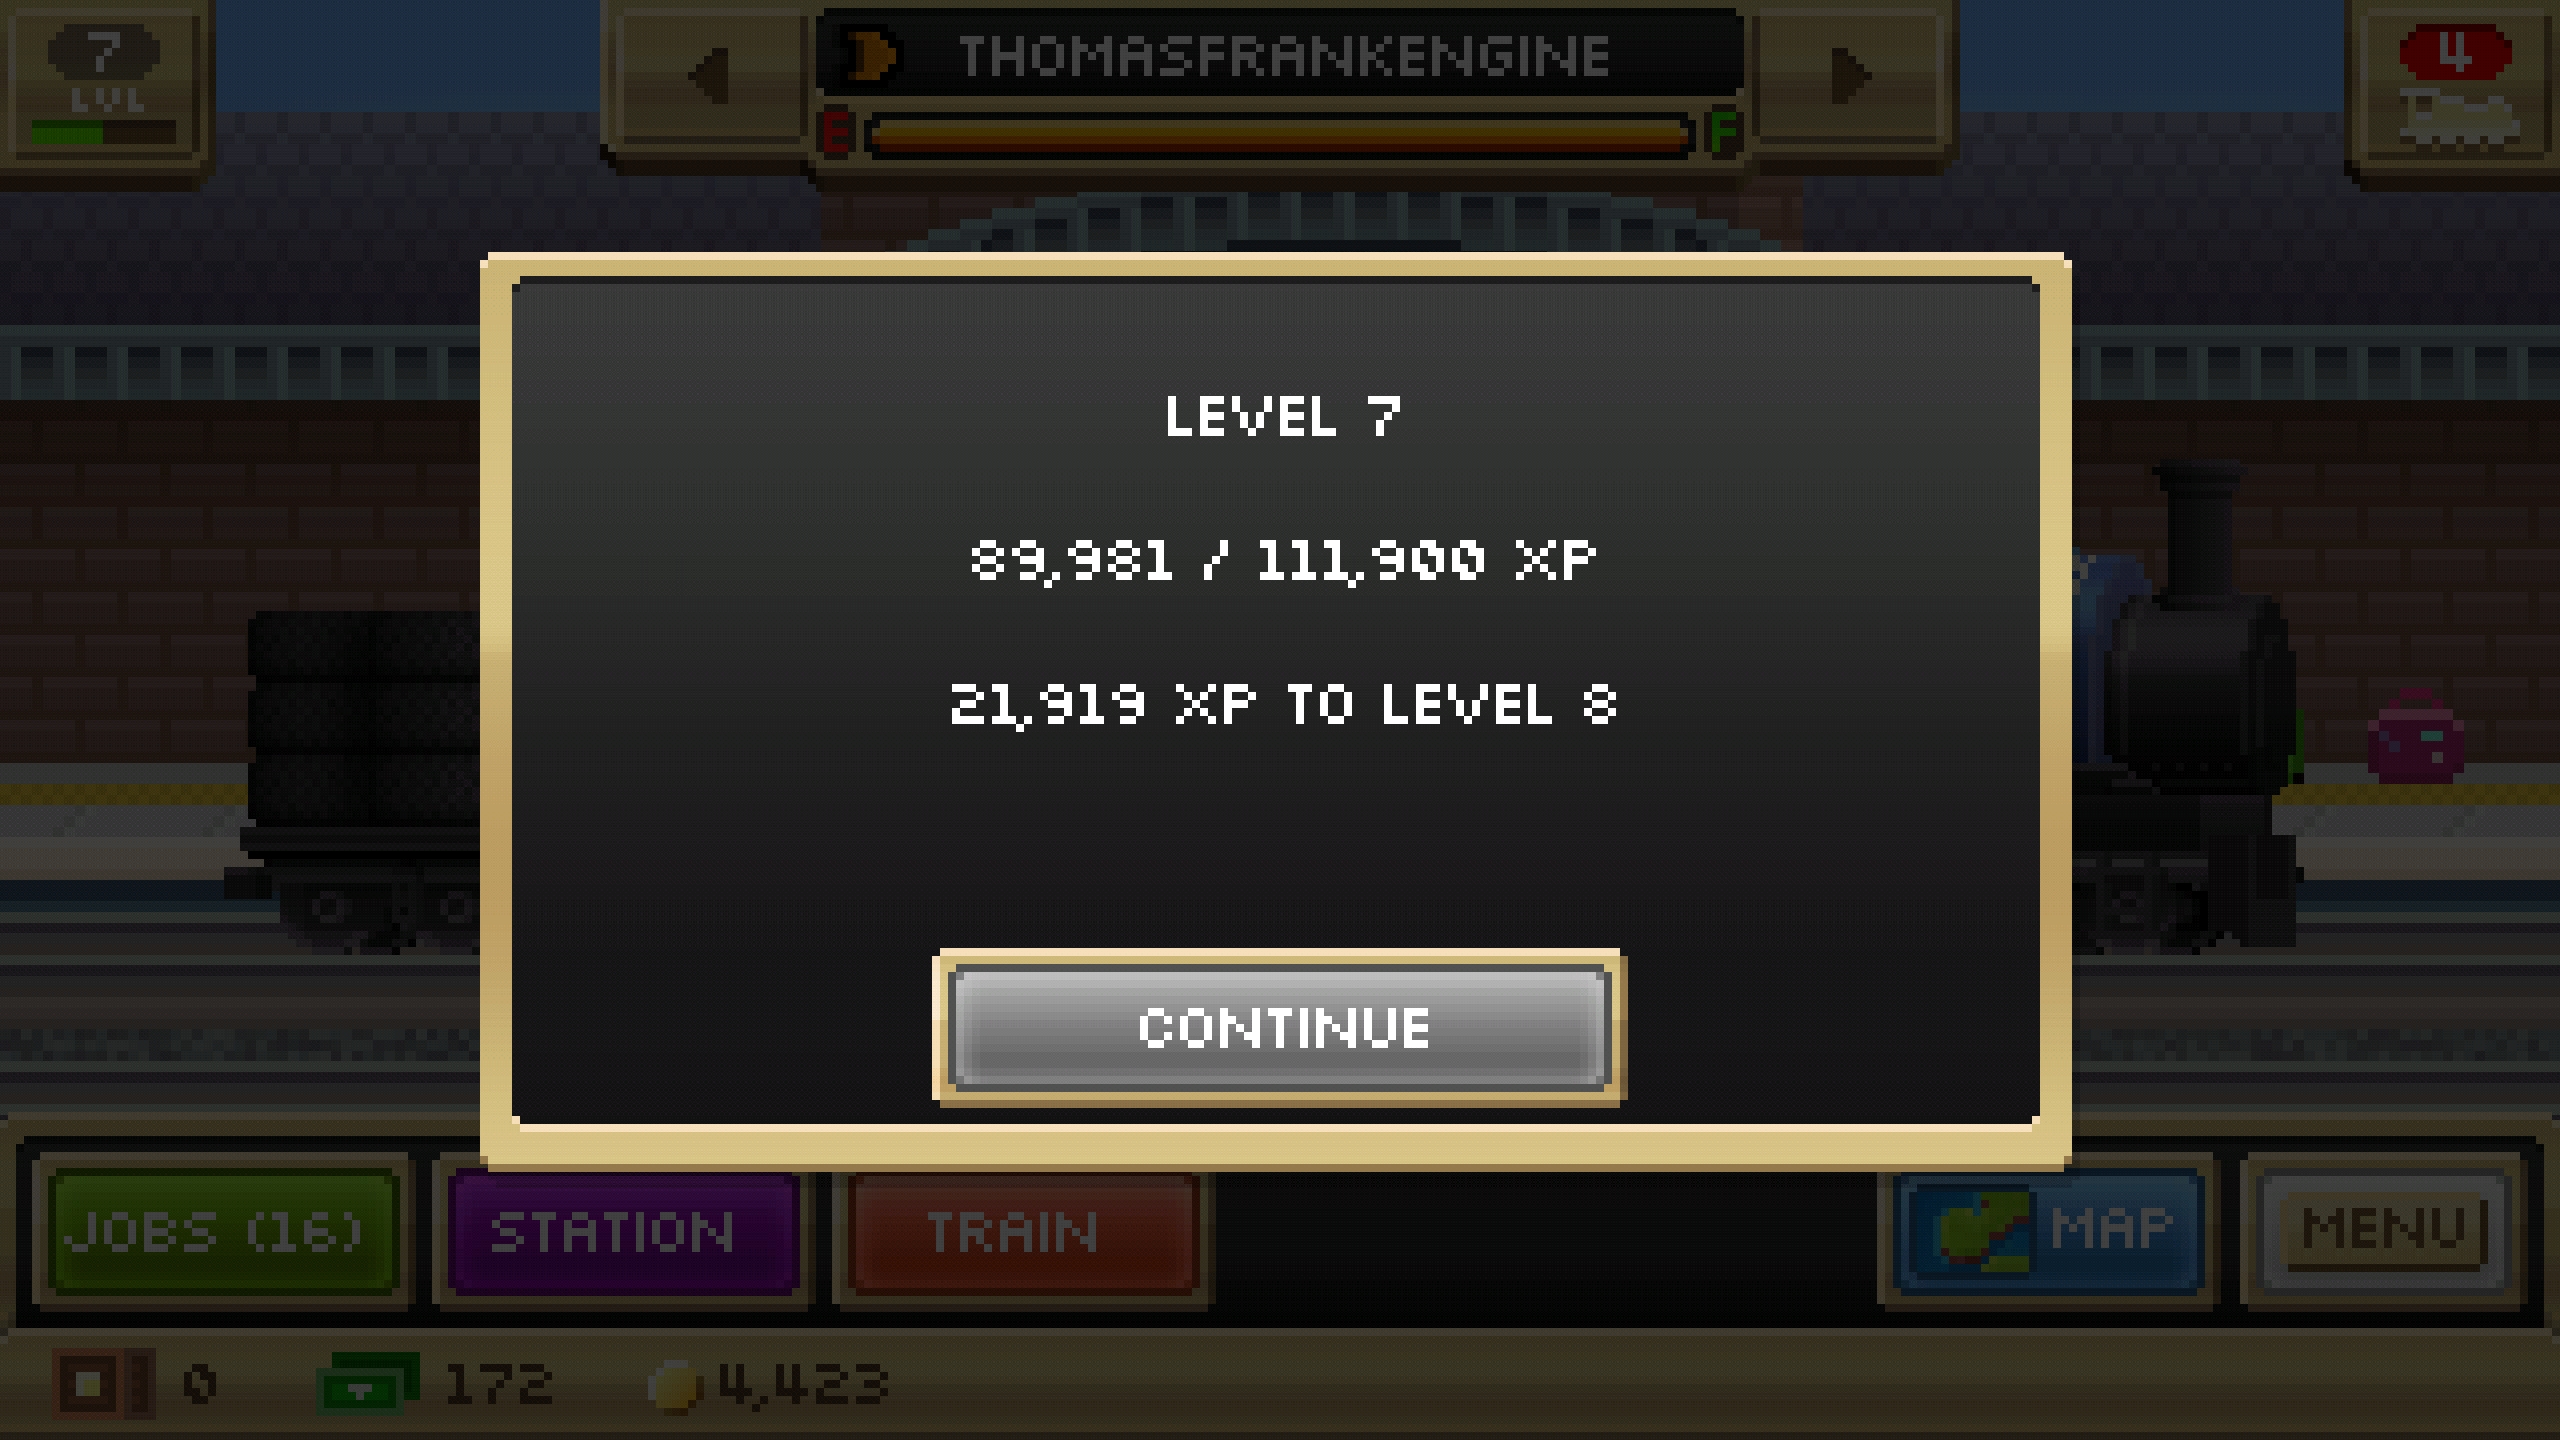 7
LVL
THOMASFRANKENGINE
E F
4
LEVEL 7
89,981 / 111,900 XP
21,919 XP TO LEVEL 8
CONTINUE
JOBS (16) STATION TRAIN MAP MENU
0 172 4,423